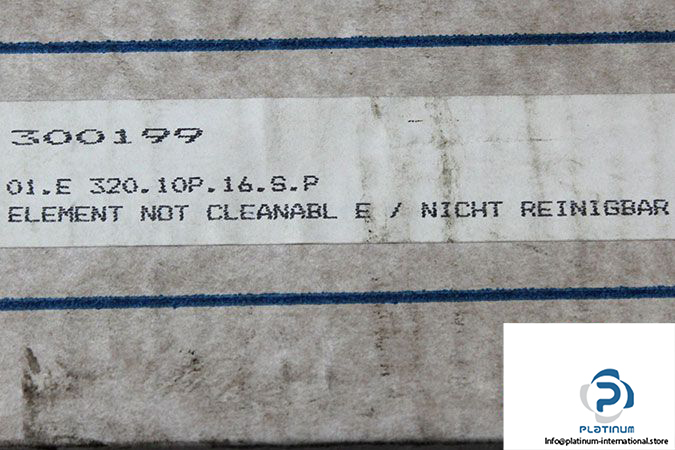 300199
01.E 320.10P.16.S.P
ELEMENT NOT CLEANABL E / NICHT REINIGBAR
PLATINUM
Info@platinum-international.store